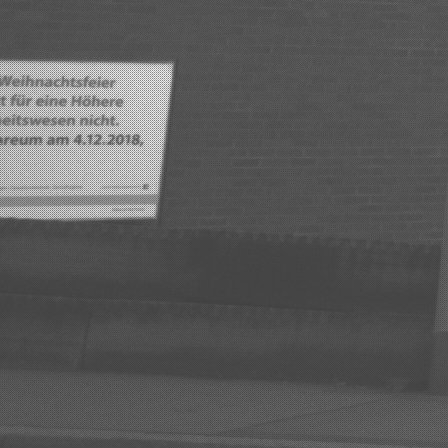 Weihnachtsfeier
t für eine Höhere
eitswesen nicht.
reum am 4.12.2018,